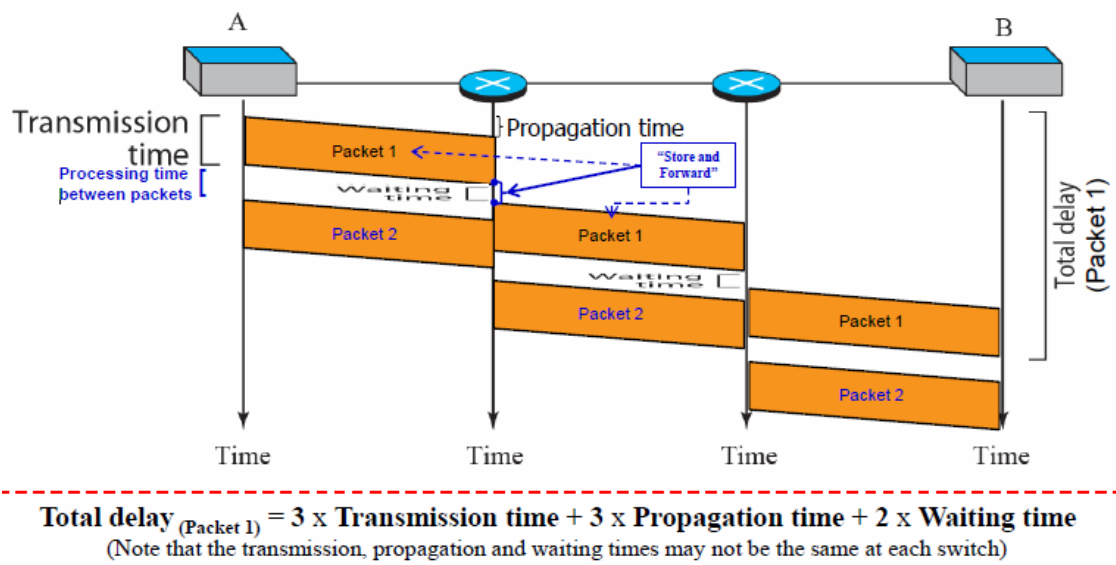 A
B
Transmission
time
Propagation time
Packet 1
"Store and
Forward"
Processing time
between packets
Waiting
time
Packet 2
Packet 1
Total delay
(Packet 1)
Waiting
time
Packet 2
Packet 1
Packet 2
Time
Time
Time
Time
Total delay (Packet 1) = 3 x Transmission time + 3 x Propagation time + 2 x Waiting time
(Note that the transmission, propagation and waiting times may not be the same at each switch)